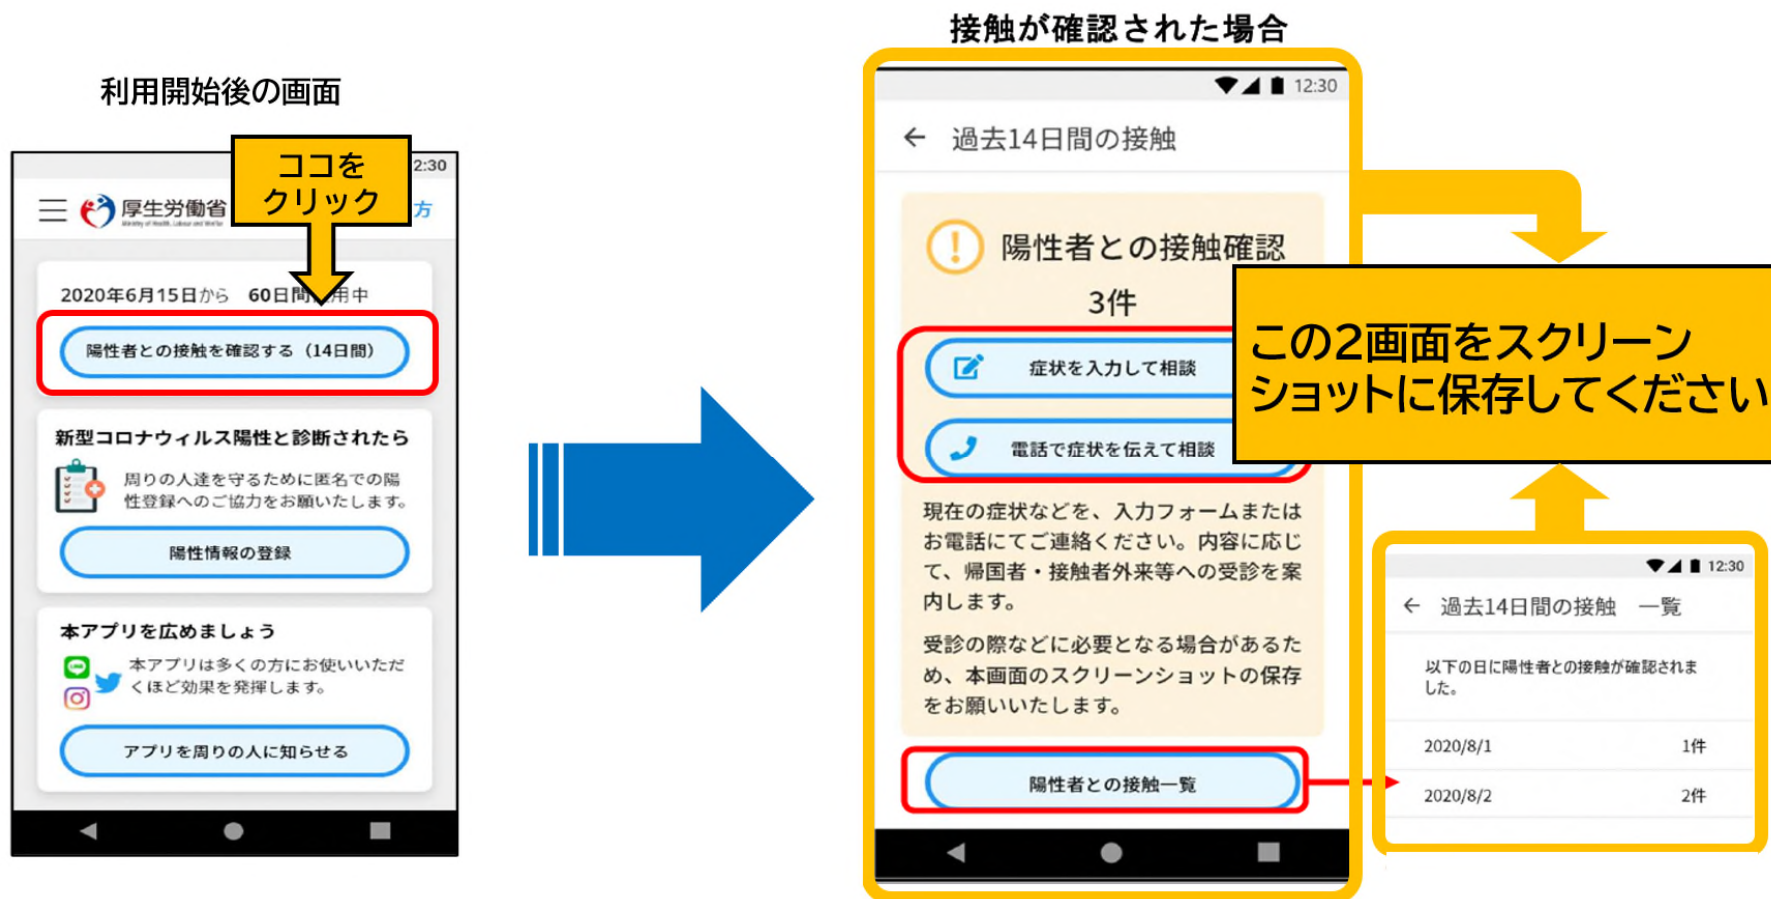 利用開始後の画面
ココを
クリック
2:30
厚生労働省
方
2020年6月15日から 60日間
用中
陽性者との接触を確認する（14日間）
新型コロナウィルス陽性と診断されたら
周りの人達を守るために匿名での陽
性登録へのご協力をお願いたします。
陽性情報の登録
本アプリを広めましょう
本アプリは多くの方にお使いいただ
くほど効果を発揮します。
アプリを周りの人に知らせる
接触が確認された場合
12:30
過去14日間の接触
陽性者との接触確認
3件
症状を入力して相談
電話で症状を伝えて相談
現在の症状などを、入力フォームまたは
お電話にてご連絡ください。内容に応じ
て、帰国者・接触者外来等への受診を案
内します。
受診の際などに必要となる場合があるた
め、本画面のスクリーンショットの保存
をお願いいたします。
陽性者との接触一覧
この2画面をスクリーン
ショットに保存してください
12:30
過去14日間の接触 一覧
以下の日に陽性者との接触が確認されま
した。
2020/8/1 1件
2020/8/2 2件